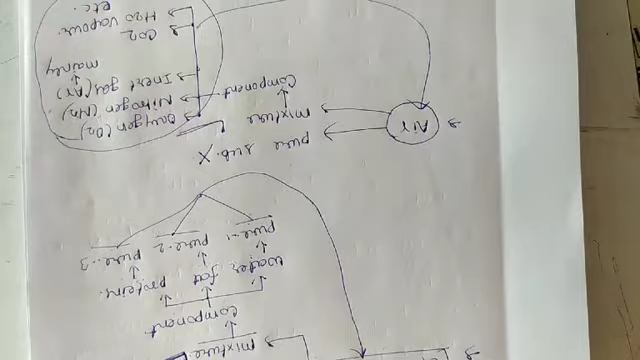 mixture
component
water fat protein
pure-1 pure-2 pure-3
Air
pure sub. X
mixture
component
Oxygen (O2)
Nitrogen (N2)
Inert gas (Ar)
mainly
CO2
H2O vapour
etc.